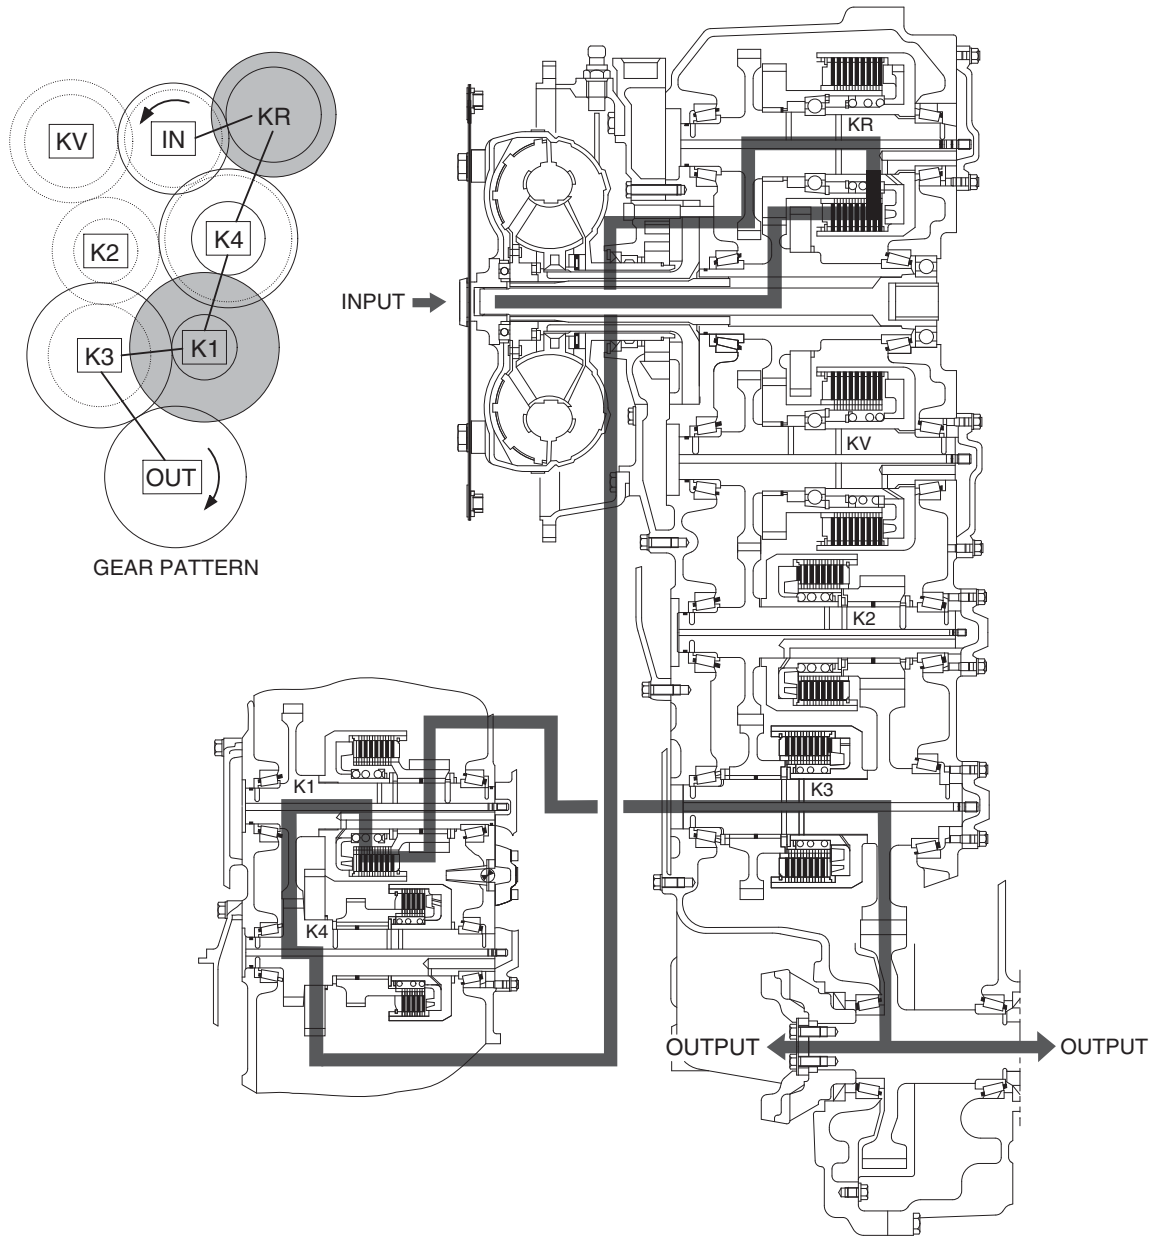 KV
IN
KR
K2
K4
K3
K1
OUT
GEAR PATTERN
INPUT
KR
KV
K2
K3
K1
K4
OUTPUT
OUTPUT